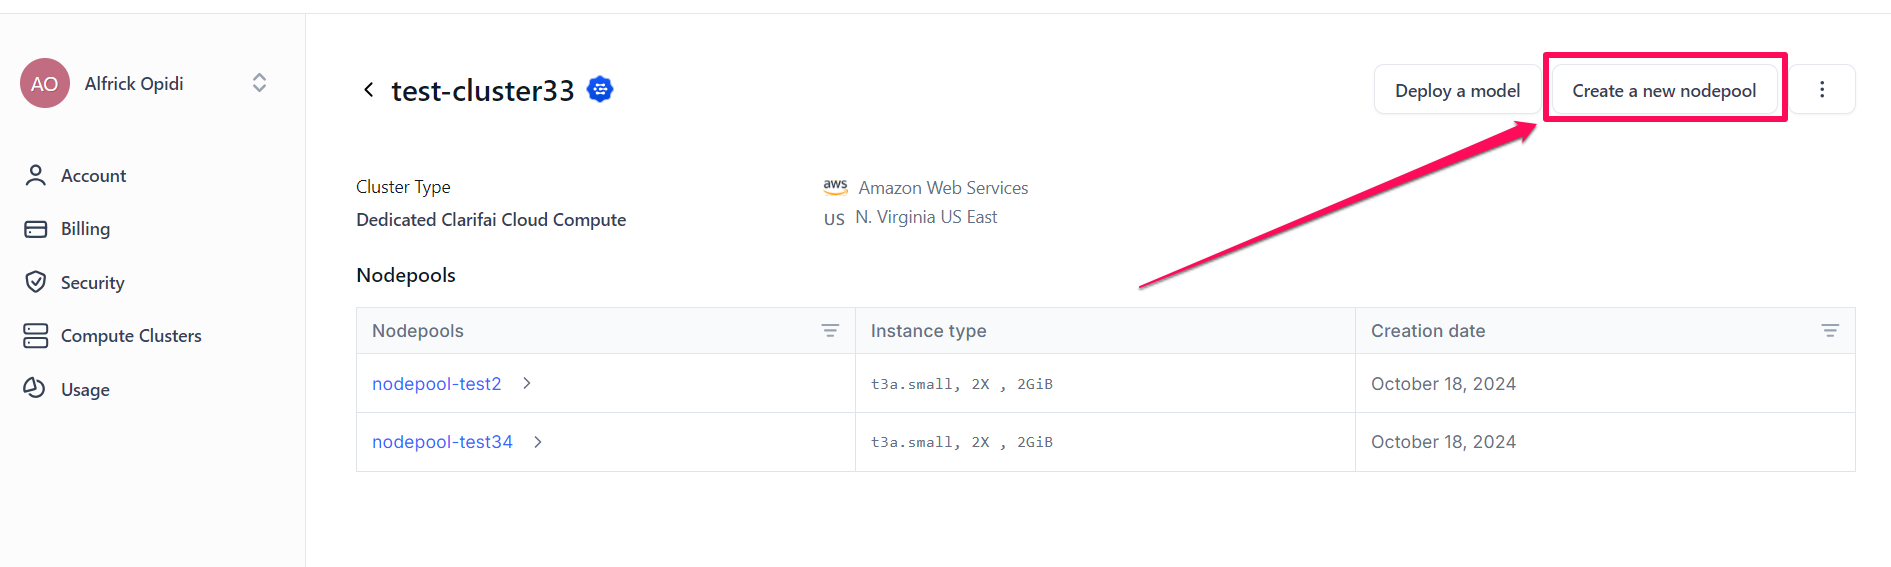 AO Alfrick Opidi
Account
Billing
Security
Compute Clusters
Usage
test-cluster33
Deploy a model
Create a new nodepool
Cluster Type
Dedicated Clarifai Cloud Compute
aws Amazon Web Services
US N. Virginia US East
Nodepools
Nodepools Instance type Creation date
nodepool-test2 t3a.small, 2X , 2GiB October 18, 2024
nodepool-test34 t3a.small, 2X , 2GiB October 18, 2024